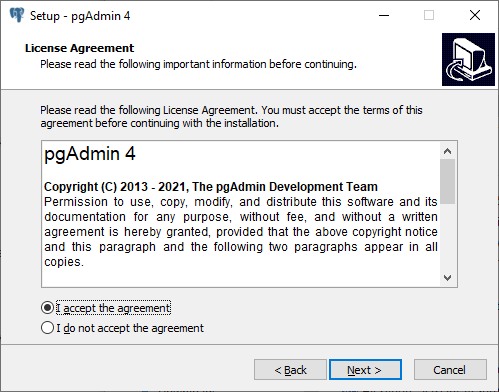 Setup - pgAdmin 4
License Agreement
Please read the following important information before continuing.
Please read the following License Agreement. You must accept the terms of this
agreement before continuing with the installation.
pgAdmin 4
Copyright (C) 2013 - 2021, The pgAdmin Development Team
Permission to use, copy, modify, and distribute this software and its
documentation for any purpose, without fee, and without a written
agreement is hereby granted, provided that the above copyright notice
and this paragraph and the following two paragraphs appear in all
copies.
I accept the agreement
I do not accept the agreement
< Back
Next >
Cancel